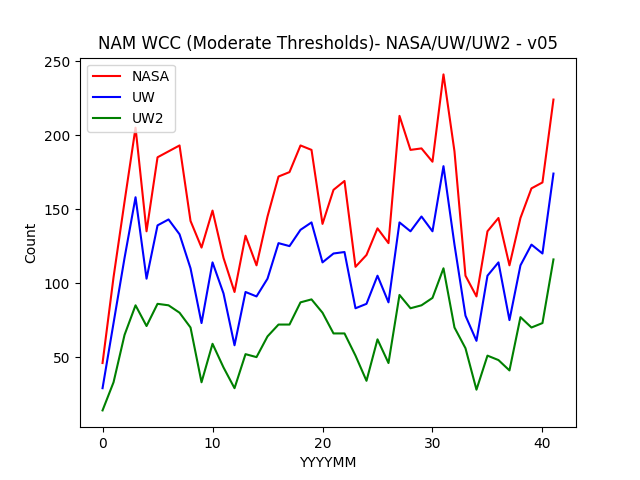 NAM WCC (Moderate Thresholds)- NASA/UW/UW2 - v05
250
200
150
100
50
Count
NASA
UW
UW2
0 10 20 30 40
YYYYMM